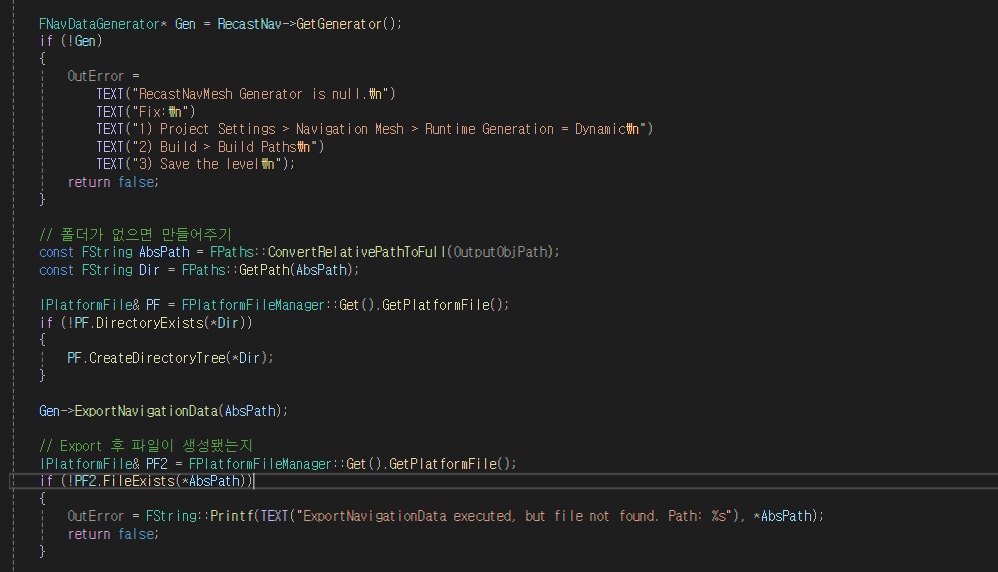 FNavDataGenerator* Gen = RecastNav->GetGenerator();
if (!Gen)
{
OutError =
TEXT("RecastNavMesh Generator is null.₩n")
TEXT("Fix:₩n")
TEXT("1) Project Settings > Navigation Mesh > Runtime Generation = Dynamic₩n")
TEXT("2) Build > Build Paths₩n")
TEXT("3) Save the level₩n");
return false;
}
// 폴더가 없으면 만들어주기
const FString AbsPath = FPaths::ConvertRelativePathToFull(OutputObjPath);
const FString Dir = FPaths::GetPath(AbsPath);
IPlatformFile& PF = FPlatformFileManager::Get().GetPlatformFile();
if (!PF.DirectoryExists(*Dir))
{
PF.CreateDirectoryTree(*Dir);
}
Gen->ExportNavigationData(AbsPath);
// Export 후 파일이 생성됐는지
IPlatformFile& PF2 = FPlatformFileManager::Get().GetPlatformFile();
if (!PF2.FileExists(*AbsPath))
{
OutError = FString::Printf(TEXT("ExportNavigationData executed, but file not found. Path: %s"), *AbsPath);
return false;
}